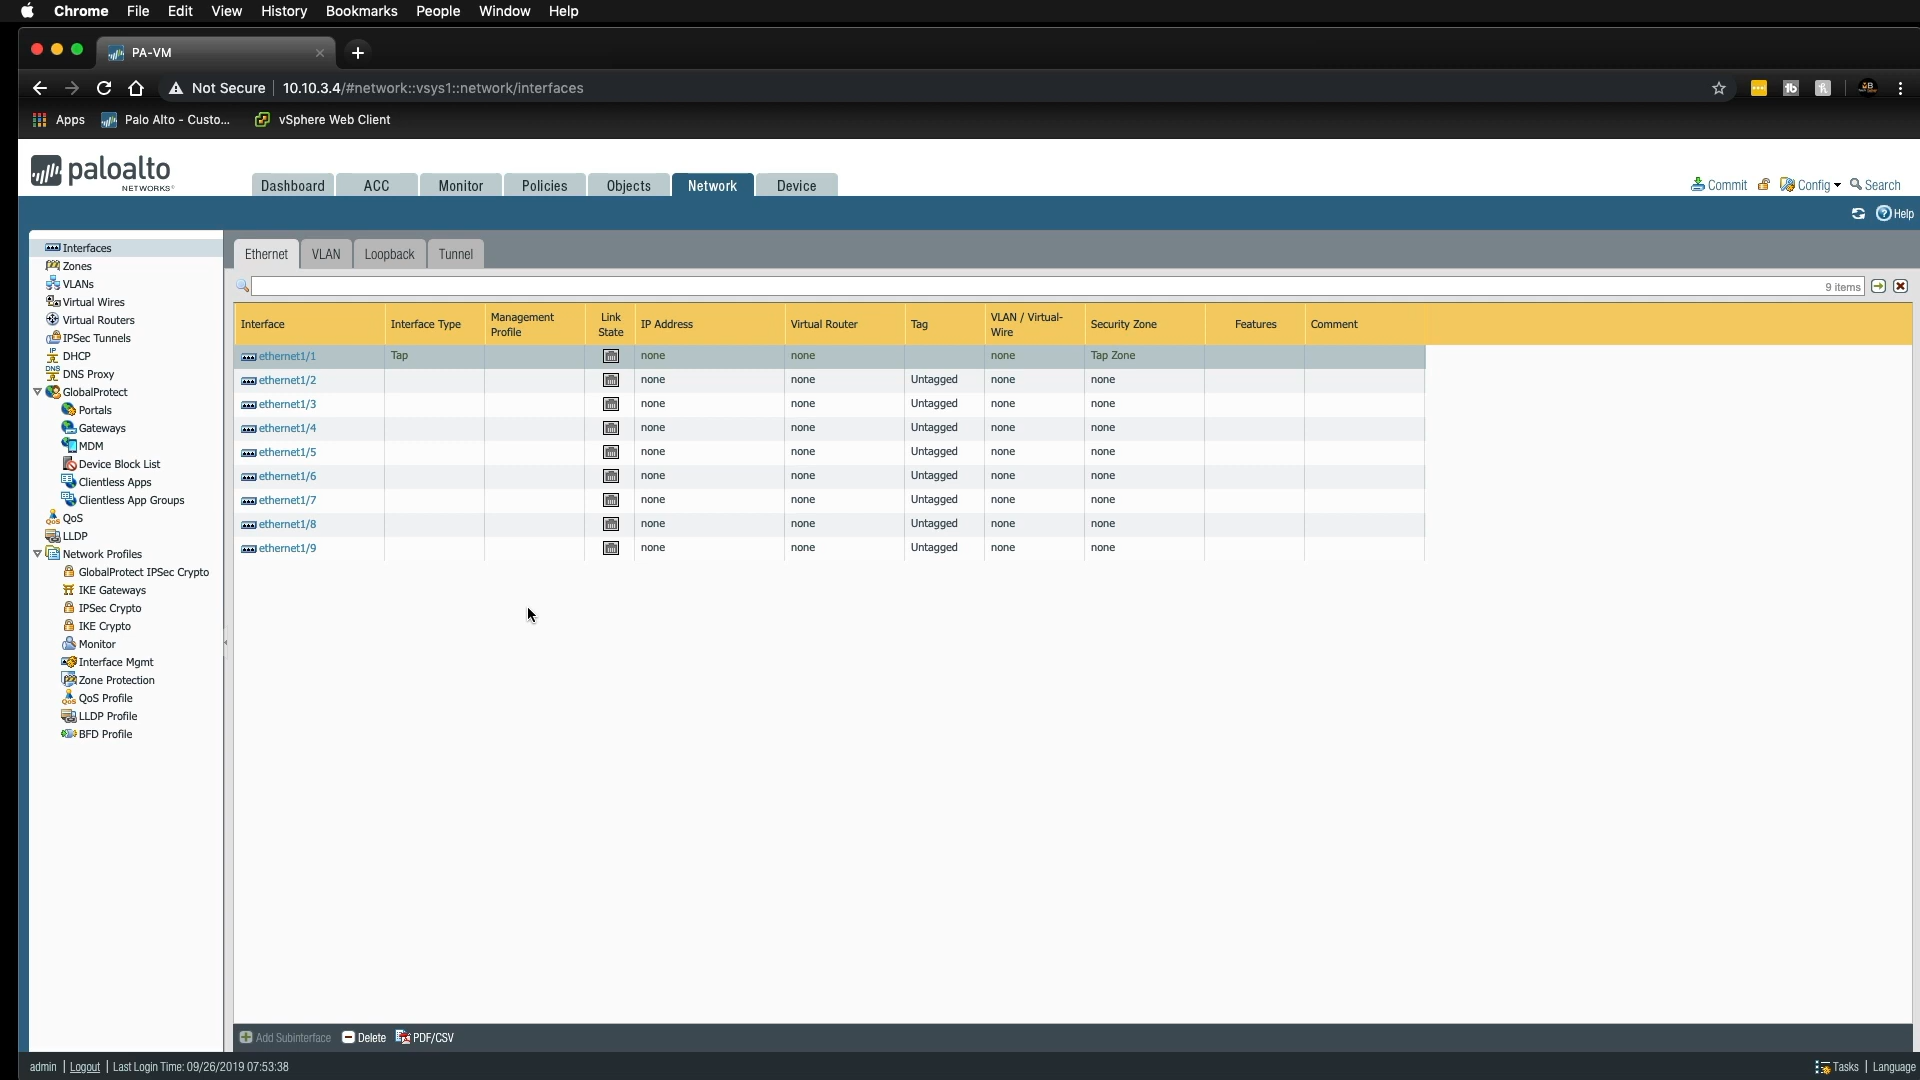 Chrome File Edit View History Bookmarks People Window Help
PA-VM
Not Secure 10.10.3.4/#network::vsys1::network/interfaces
Apps Palo Alto - Custo... vSphere Web Client
paloalto
NETWORKS
Dashboard ACC Monitor Policies Objects Network Device
Commit Config Search
Help
Interfaces
Zones
VLANs
Virtual Wires
Virtual Routers
IPSec Tunnels
DHCP
DNS Proxy
GlobalProtect
Portals
Gateways
MDM
Device Block List
Clientless Apps
Clientless App Groups
QoS
LLDP
Network Profiles
GlobalProtect IPSec Crypto
IKE Gateways
IPSec Crypto
IKE Crypto
Monitor
Interface Mgmt
Zone Protection
QoS Profile
LLDP Profile
BFD Profile
Ethernet VLAN Loopback Tunnel
9 items
Interface Interface Type Management Profile Link State IP Address Virtual Router Tag VLAN / Virtual-Wire Security Zone Features Comment
ethernet1/1 Tap none none none Tap Zone
ethernet1/2 none none Untagged none none
ethernet1/3 none none Untagged none none
ethernet1/4 none none Untagged none none
ethernet1/5 none none Untagged none none
ethernet1/6 none none Untagged none none
ethernet1/7 none none Untagged none none
ethernet1/8 none none Untagged none none
ethernet1/9 none none Untagged none none
Add Subinterface Delete PDF/CSV
admin | Logout | Last Login Time: 09/26/2019 07:53:38
Tasks | Language